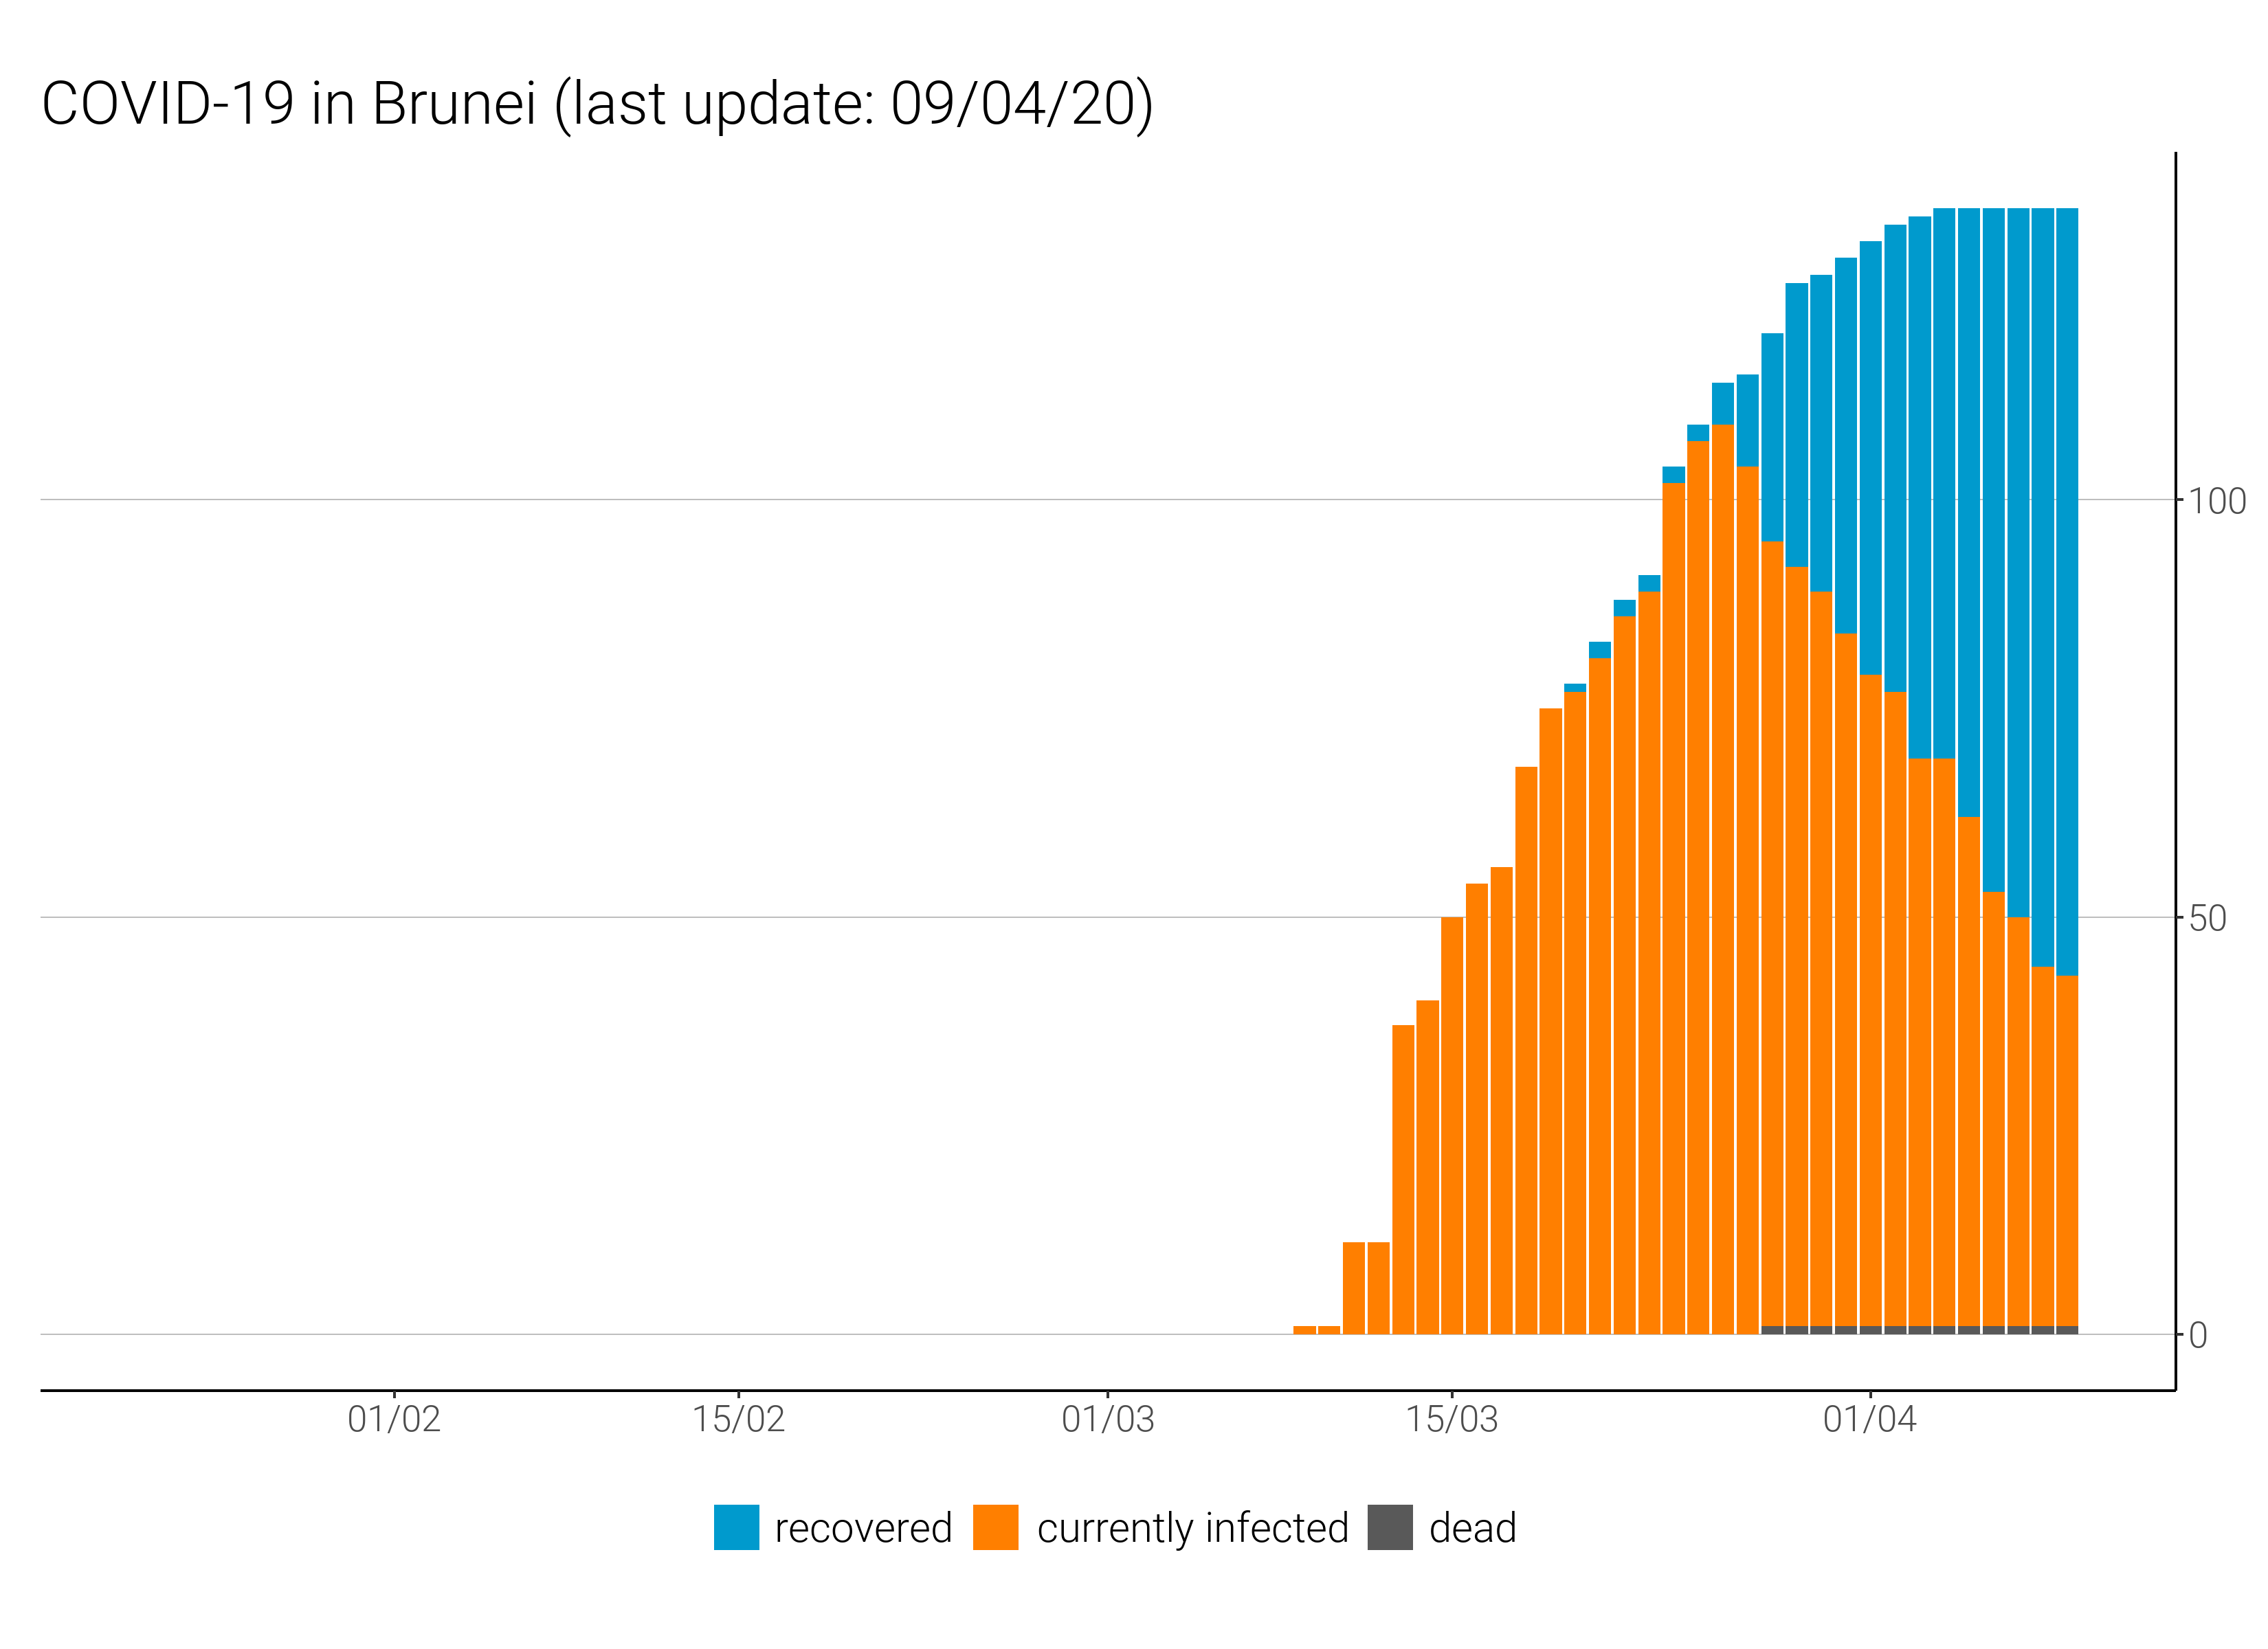 COVID-19 in Brunei (last update: 09/04/20)
100
50
0
01/02 15/02 01/03 15/03 01/04
recovered currently infected dead